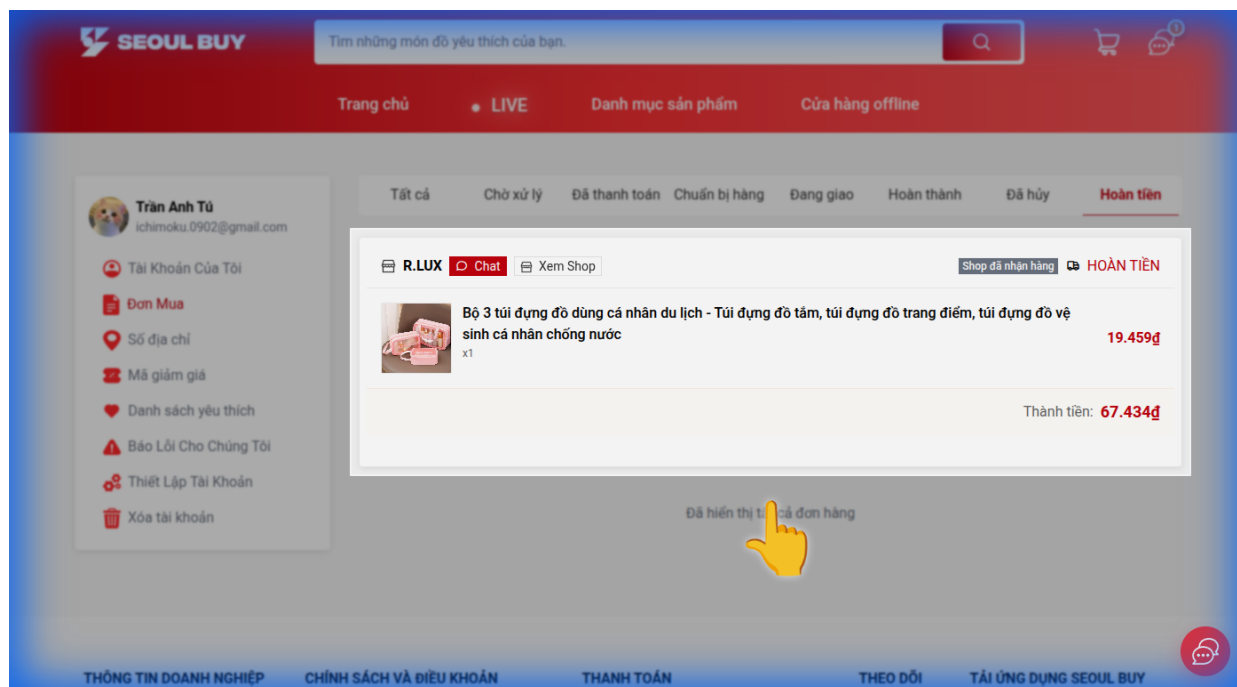 SEOUL BUY
Tìm những món đồ yêu thích của bạn.
Trang chủ
LIVE
Danh mục sản phẩm
Cửa hàng offline
Trần Anh Tú
ichimoku.0902@gmail.com
Tài Khoản Của Tôi
Đơn Mua
Số địa chỉ
Mã giảm giá
Danh sách yêu thích
Báo Lỗi Cho Chúng Tôi
Thiết Lập Tài Khoản
Xóa tài khoản
Tất cả
Chờ xử lý
Đã thanh toán
Chuẩn bị hàng
Đang giao
Hoàn thành
Đã hủy
Hoàn tiền
R.LUX
Chat
Xem Shop
Shop đã nhận hàng
HOÀN TIỀN
Bộ 3 túi đựng đồ dùng cá nhân du lịch - Túi đựng đồ tắm, túi đựng đồ trang điểm, túi đựng đồ vệ
sinh cá nhân chống nước
x1
19.459₫
Thành tiền: 67.434₫
Đã hiển thị cả đơn hàng
THÔNG TIN DOANH NGHIỆP
CHÍNH SÁCH VÀ ĐIỀU KHOẢN
THANH TOÁN
THEO DÕI
TẢI ỨNG DỤNG SEOUL BUY